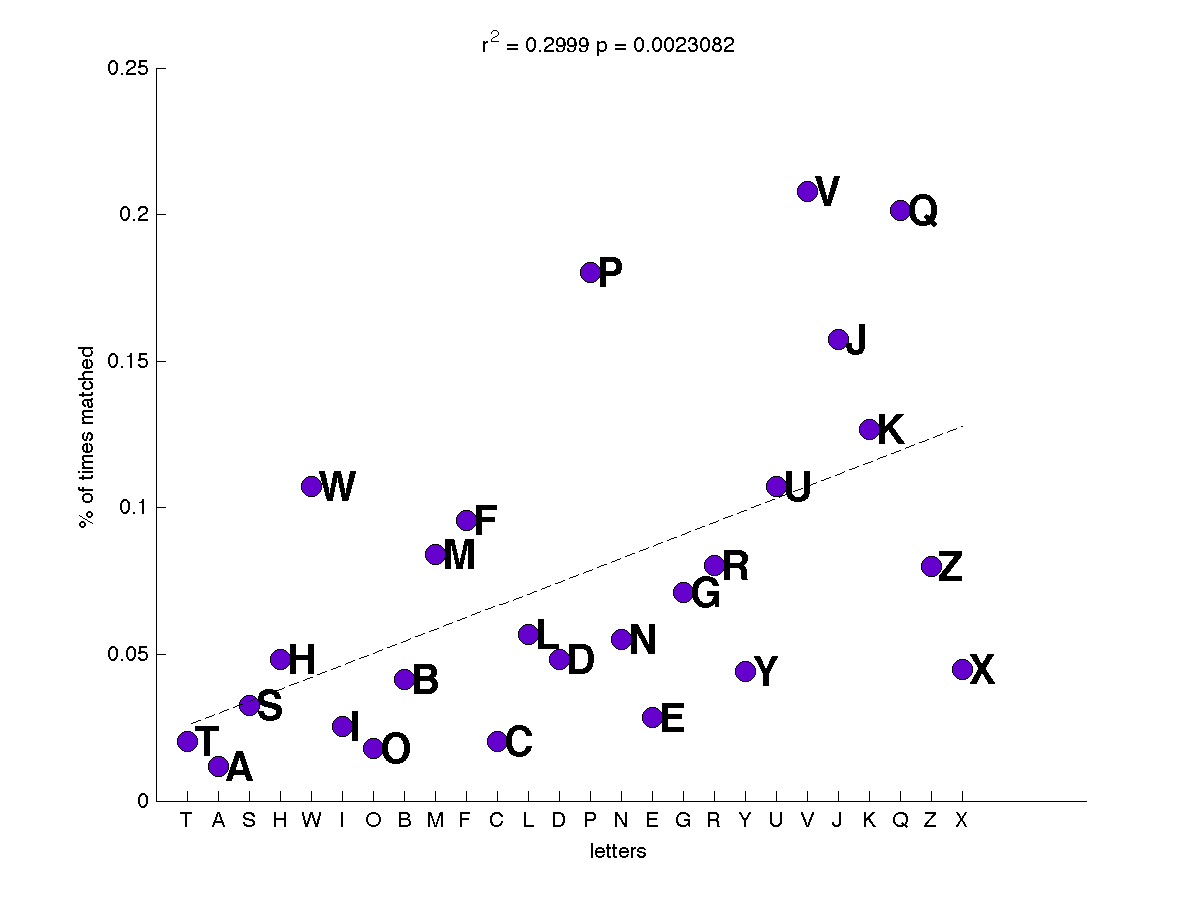 r2 = 0.2999 p = 0.0023082
0.25
0.2
0.15
0.1
0.05
0
% of times matched
V
Q
P
J
K
W
U
F
M
R
Z
G
L
N
H
D
Y
X
B
S
E
I
T
C
O
A
T A S H W I O B M F C L D P N E G R Y U V J K Q Z X
letters